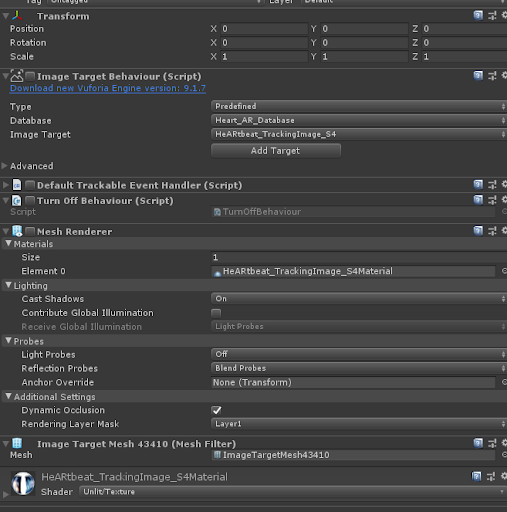 Tag Untagged Layer Default
Transform
Position X 0 Y 0 Z 0
Rotation X 0 Y 0 Z 0
Scale X 1 Y 1 Z 1
Image Target Behaviour (Script)
Download new Vuforia Engine version: 9.1.7
Type Predefined
Database Heart_AR_Database
Image Target HeARtbeat_TrackingImage_S4
Add Target
Advanced
Default Trackable Event Handler (Script)
Turn Off Behaviour (Script)
Script TurnOffBehaviour
Mesh Renderer
Materials
Size 1
Element 0 HeARtbeat_TrackingImage_S4Material
Lighting
Cast Shadows On
Contribute Global Illumination
Receive Global Illumination Light Probes
Probes
Light Probes Off
Reflection Probes Blend Probes
Anchor Override None (Transform)
Additional Settings
Dynamic Occlusion
Rendering Layer Mask Layer1
Image Target Mesh 43410 (Mesh Filter)
Mesh ImageTargetMesh43410
HeARtbeat_TrackingImage_S4Material
Shader Unlit/Texture